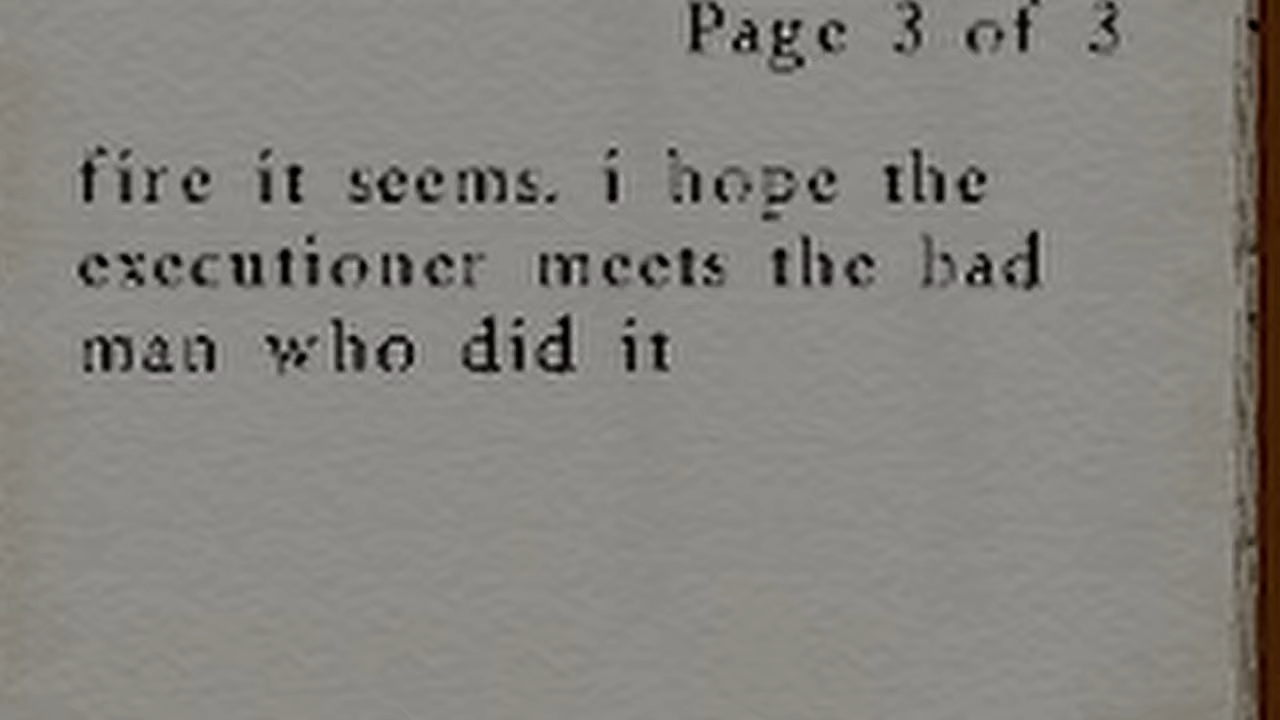 Page 3 of 3
fire it seems. i hope the
executioner meets the bad
man who did it